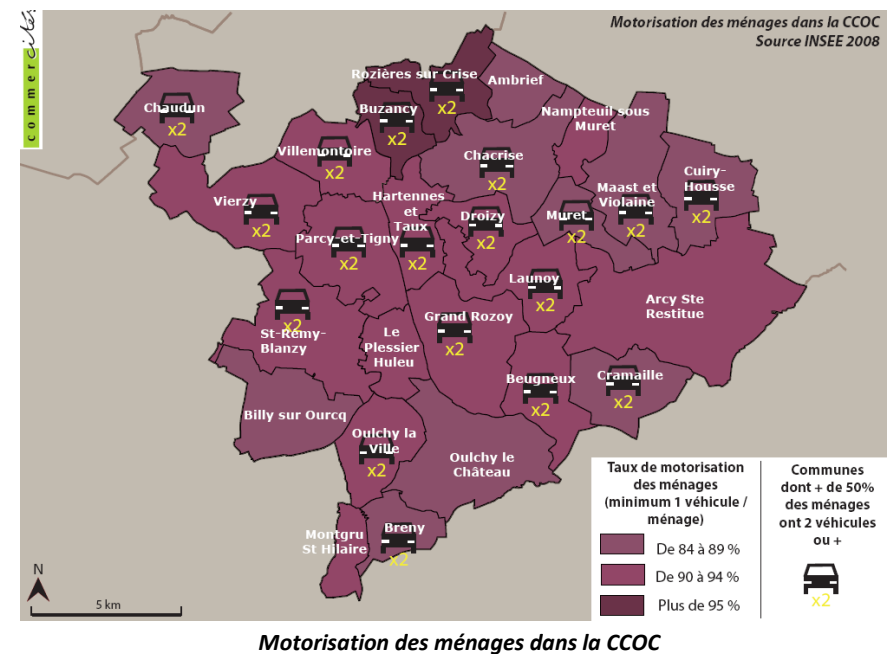 commercités
Motorisation des ménages dans la CCOC
Source INSEE 2008
Rozières sur Crise
Ambrief
Chaudun
x2
Buzancy
x2
x2
Nampteuil sous
Muret
Villemontoire
x2
Chacrise
x2
Cuiry-
Housse
x2
Maast et
Violaine
x2
Vierzy
x2
Hartennes
et
Taux
x2
Droizy
x2
Muret
x2
Parcy-et-Tigny
x2
Launoy
x2
Arcy Ste
Restitue
x2
St-Rémy-
Blanzy
Grand Rozoy
x2
Le
Plessier
Huleu
Beugneux
x2
Cramaille
x2
Billy sur Ourcq
Oulchy la
Ville
x2
Oulchy le
Château
Montgru
St Hilaire
Breny
x2
N
5 km
Taux de motorisation
des ménages
(minimum 1 véhicule /
ménage)
De 84 à 89 %
De 90 à 94 %
Plus de 95 %
Communes
dont + de 50%
des ménages
ont 2 véhicules
ou +
x2
Motorisation des ménages dans la CCOC